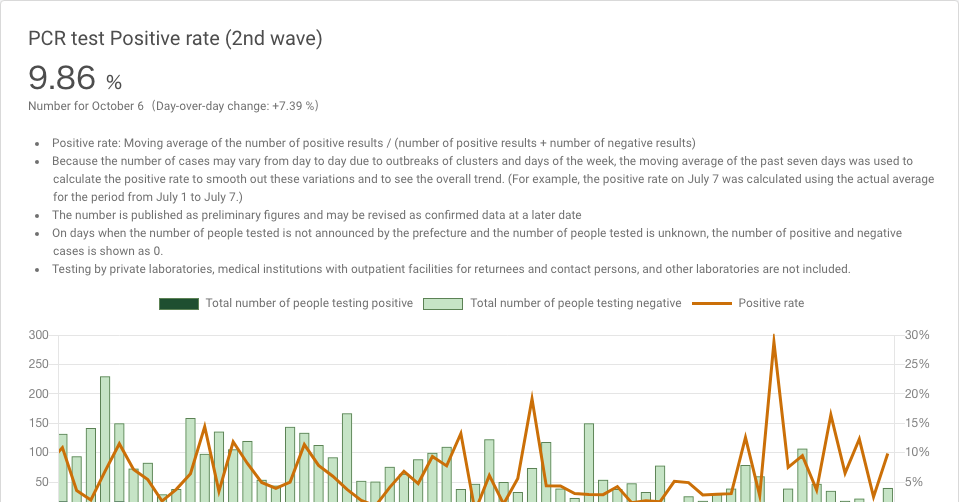 PCR test Positive rate (2nd wave)
9.86 %
Number for October 6 (Day-over-day change: +7.39 %)
• Positive rate: Moving average of the number of positive results / (number of positive results + number of negative results)
• Because the number of cases may vary from day to day due to outbreaks of clusters and days of the week, the moving average of the past seven days was used to
calculate the positive rate to smooth out these variations and to see the overall trend. (For example, the positive rate on July 7 was calculated using the actual average
for the period from July 1 to July 7.)
• The number is published as preliminary figures and may be revised as confirmed data at a later date
• On days when the number of people tested is not announced by the prefecture and the number of people tested is unknown, the number of positive and negative
cases is shown as 0.
• Testing by private laboratories, medical institutions with outpatient facilities for returnees and contact persons, and other laboratories are not included.
Total number of people testing positive Total number of people testing negative Positive rate
300 30%
250 25%
200 20%
150 15%
100 10%
50 5%